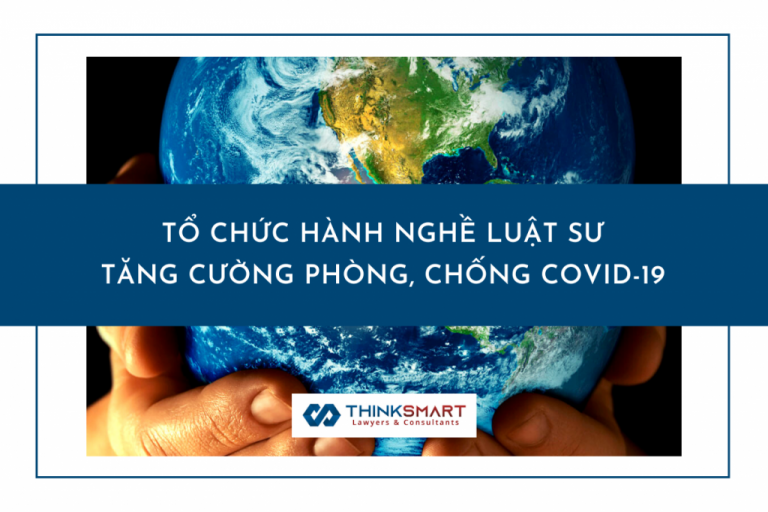 TỔ CHỨC HÀNH NGHỀ LUẬT SƯ
TĂNG CƯỜNG PHÒNG, CHỐNG COVID-19
THINKSMART
Lawyers & Consultants